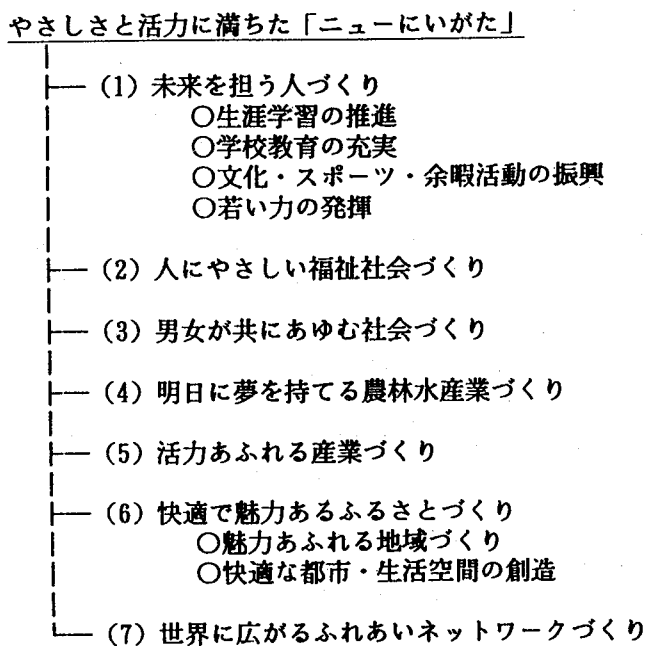 やさしさと活力に満ちた「ニューにいがた」
(1) 未来を担う人づくり
○生涯学習の推進
○学校教育の充実
○文化・スポーツ・余暇活動の振興
○若い力の発揮
(2) 人にやさしい福祉社会づくり
(3) 男女が共にあゆむ社会づくり
(4) 明日に夢を持てる農林水産業づくり
(5) 活力あふれる産業づくり
(6) 快適で魅力あるふるさとづくり
○魅力あふれる地域づくり
○快適な都市・生活空間の創造
(7) 世界に広がるふれあいネットワークづくり